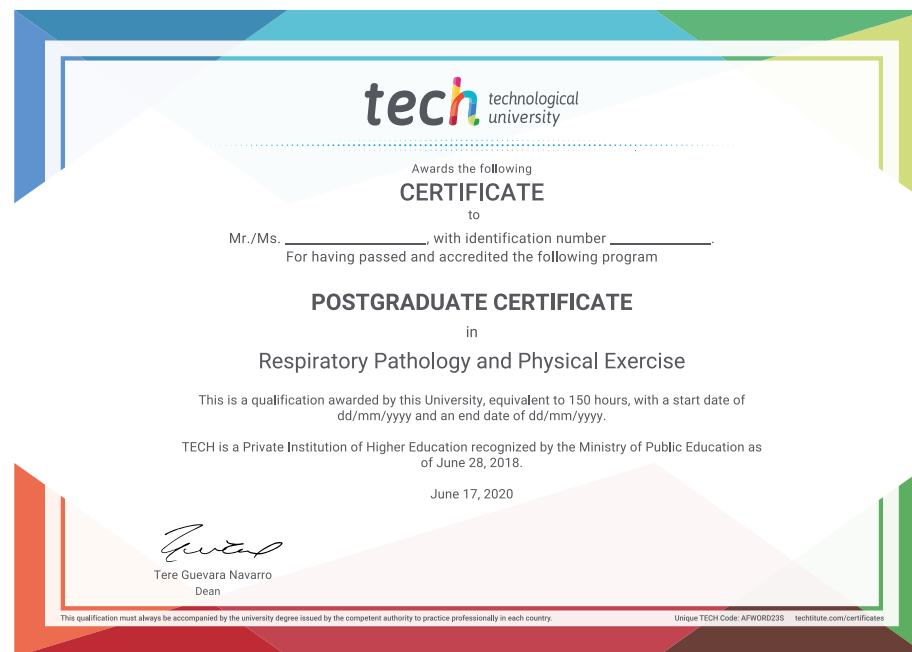 tech technological
university
Awards the following
CERTIFICATE
to
Mr./Ms. ____________________, with identification number ______________.
For having passed and accredited the following program
POSTGRADUATE CERTIFICATE
in
Respiratory Pathology and Physical Exercise
This is a qualification awarded by this University, equivalent to 150 hours, with a start date of
dd/mm/yyyy and an end date of dd/mm/yyyy.
TECH is a Private Institution of Higher Education recognized by the Ministry of Public Education as
of June 28, 2018.
June 17, 2020
Tere Guevara Navarro
Dean
This qualification must always be accompanied by the university degree issued by the competent authority to practice professionally in each country. Unique TECH Code: AFWORD23S techtitute.com/certificates